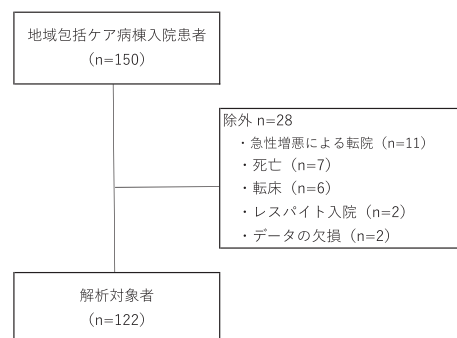 地域包括ケア病棟入院患者
（n=150）
除外 n=28
・急性増悪による転院（n=11）
・死亡（n=7）
・転床（n=6）
・レスパイト入院（n=2）
・データの欠損（n=2）
解析対象者
（n=122）